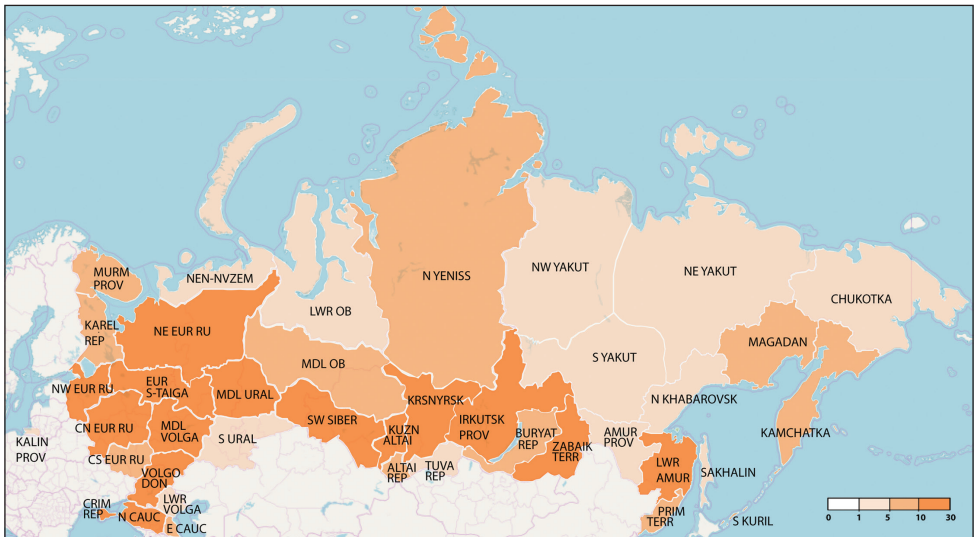 MURM
PROV
NEN-NVZEM
N YENISS
NW YAKUT
NE YAKUT
CHUKOTKA
KAREL
REP
NE EUR RU
LWR OB
MAGADAN
MDL OB
S YAKUT
NW EUR RU
EUR
S-TAIGA
MDL URAL
KRSNYRSK
N KHABAROVSK
CN EUR RU
MDL
VOLGA
SW SIBER
KUZN
ALTAI
IRKUTSK
PROV
BURYAT
REP
ZABAIK
TERR
AMUR
PROV
KAMCHATKA
KALIN
PROV
S URAL
CS EUR RU
ALTAI
REP
TUVA
REP
LWR
AMUR
SAKHALIN
VOLGO
DON
CRIM
REP
LWR
VOLGA
N CAUC
E CAUC
PRIM
TERR
S KURIL
0 1 5 10 30